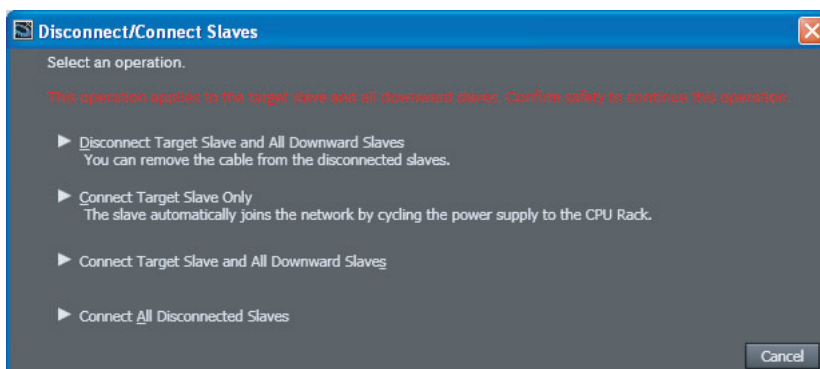 Disconnect/Connect Slaves
Select an operation.
This operation applies to the target slave and all downward slaves. Confirm safety to continue this operation.
Disconnect Target Slave and All Downward Slaves
You can remove the cable from the disconnected slaves.
Connect Target Slave Only
The slave automatically joins the network by cycling the power supply to the CPU Rack.
Connect Target Slave and All Downward Slaves
Connect All Disconnected Slaves
Cancel